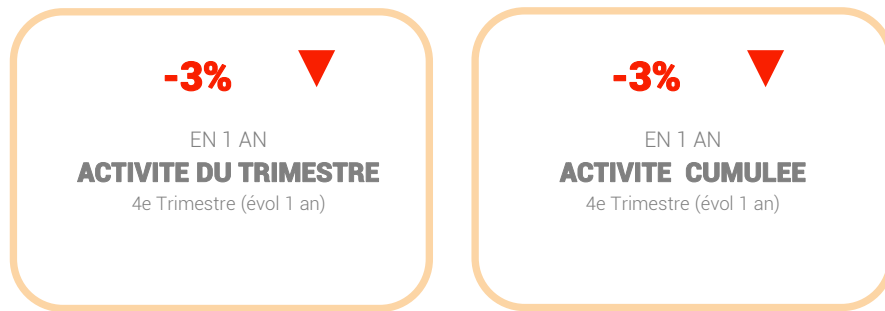 -3%
EN 1 AN
ACTIVITE DU TRIMESTRE
4e Trimestre (évol 1 an)
-3%
EN 1 AN
ACTIVITE CUMULEE
4e Trimestre (évol 1 an)